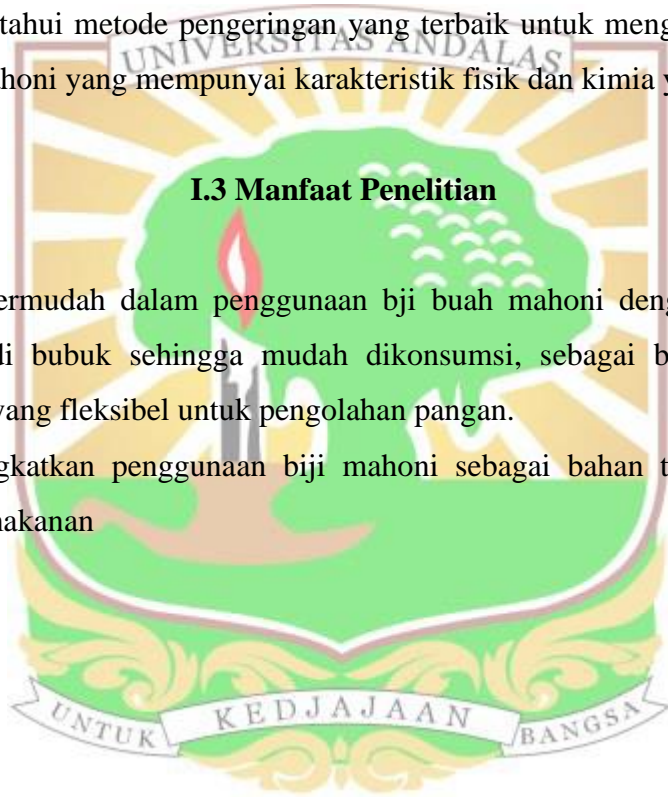 tahui metode pengeringan yang terbaik untuk meng
UNIVERSITAS ANDALAS
honi yang mempunyai karakteristik fisik dan kimia y
I.3 Manfaat Penelitian
ermudah dalam penggunaan bji buah mahoni deng
di bubuk sehingga mudah dikonsumsi, sebagai b
yang fleksibel untuk pengolahan pangan.
gkatkan penggunaan biji mahoni sebagai bahan t
makanan
UNTUK KEDJAJAAN BANGSA